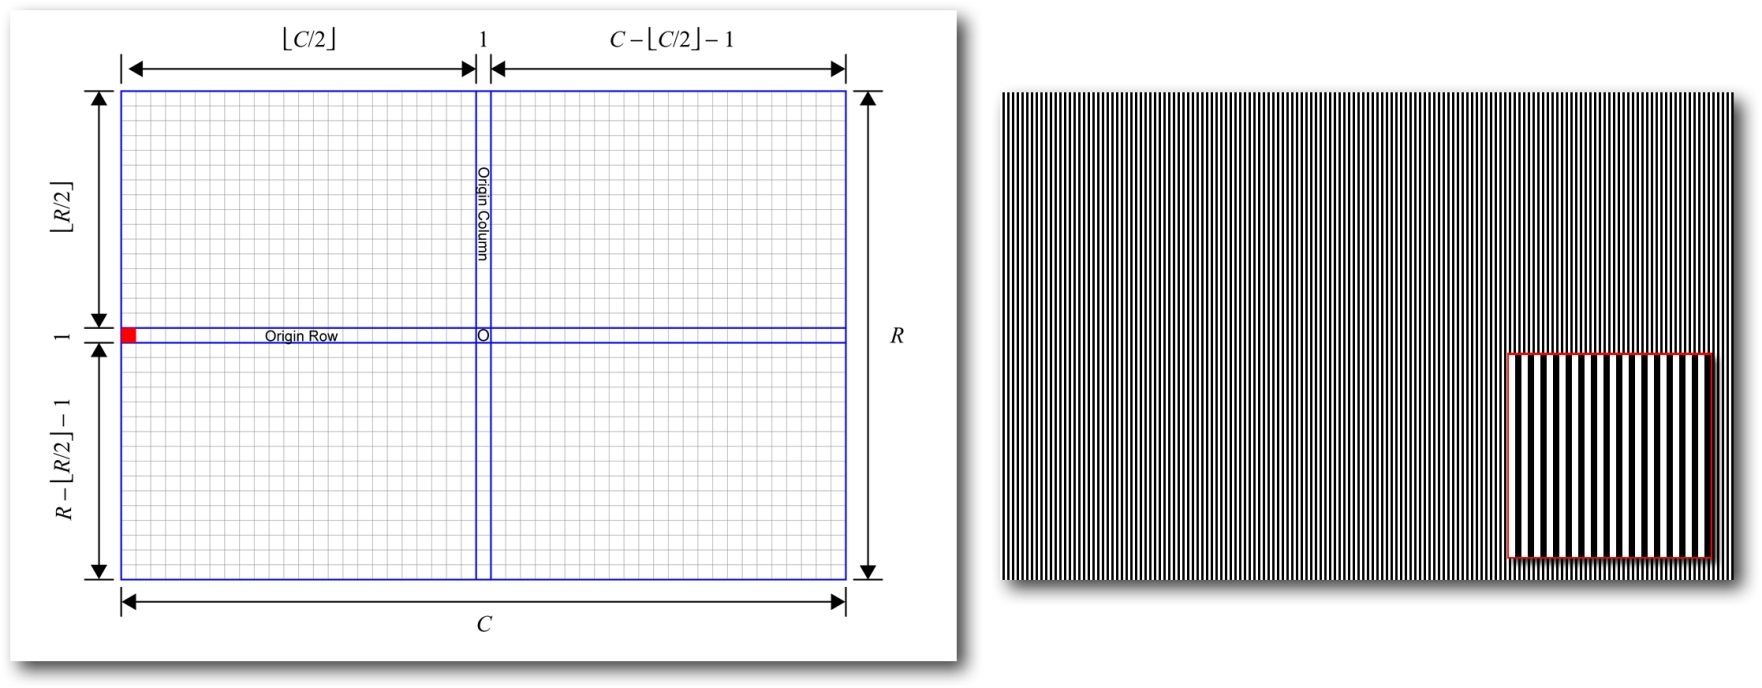 ⌊C/2⌋ 1 C – ⌊C/2⌋ – 1
⌊R/2⌋
Origin Column
1
Origin Row
O
R
R – ⌊R/2⌋ – 1
C